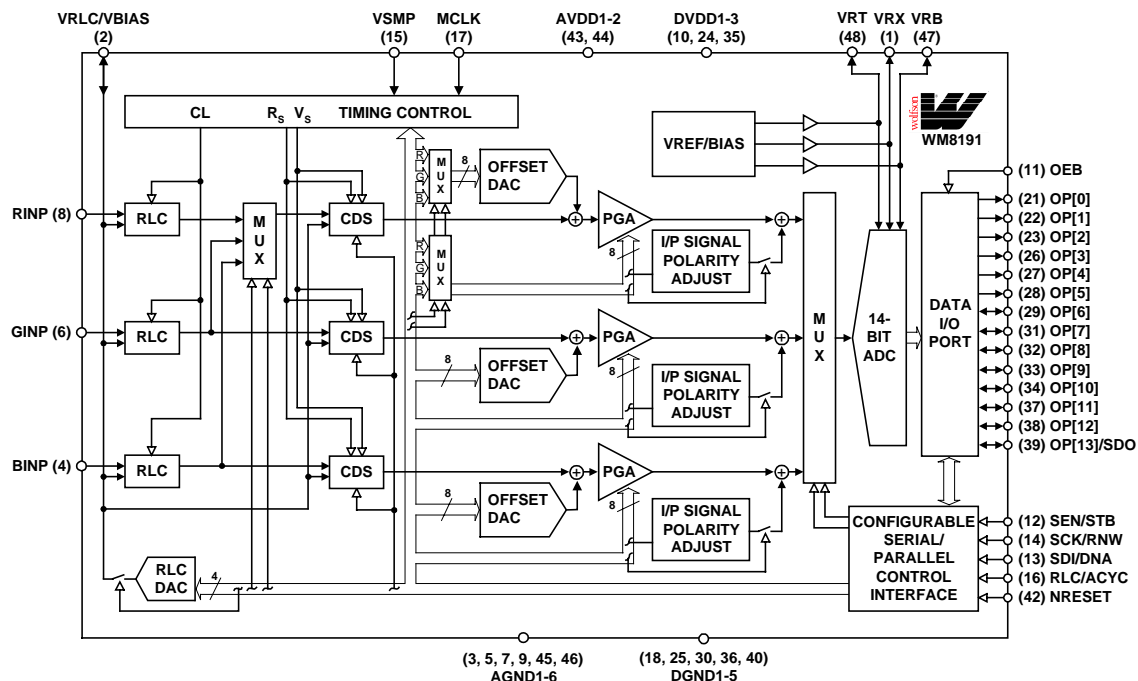 VRLC/VBIAS
(2)
VSMP
(15)
MCLK
(17)
AVDD1-2
(43, 44)
DVDD1-3
(10, 24, 35)
VRT
(48)
VRX
(1)
VRB
(47)
CL
RS VS
TIMING CONTROL
wolfson
WM8191
VREF/BIAS
R
G
B
MUX
8
OFFSET
DAC
(11) OEB
RINP (8)
RLC
MUX
CDS
PGA
8
I/P SIGNAL
POLARITY
ADJUST
R
G
B
MUX
(21) OP[0]
(22) OP[1]
(23) OP[2]
(26) OP[3]
(27) OP[4]
(28) OP[5]
(29) OP[6]
(31) OP[7]
(32) OP[8]
(33) OP[9]
(34) OP[10]
(37) OP[11]
(38) OP[12]
(39) OP[13]/SDO
GINP (6)
RLC
CDS
8
OFFSET
DAC
PGA
8
I/P SIGNAL
POLARITY
ADJUST
MUX
14-
BIT
ADC
DATA
I/O
PORT
BINP (4)
RLC
CDS
8
OFFSET
DAC
PGA
8
I/P SIGNAL
POLARITY
ADJUST
CONFIGURABLE
SERIAL/
PARALLEL
CONTROL
INTERFACE
(12) SEN/STB
(14) SCK/RNW
(13) SDI/DNA
(16) RLC/ACYC
(42) NRESET
RLC
DAC
4
(3, 5, 7, 9, 45, 46)
AGND1-6
(18, 25, 30, 36, 40)
DGND1-5